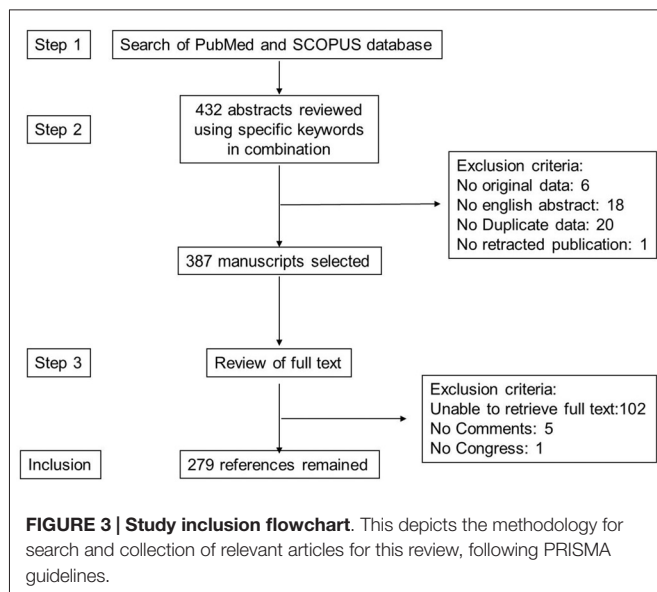 Step 1
Search of PubMed and SCOPUS database
Step 2
432 abstracts reviewed
using specific keywords
in combination
Exclusion criteria:
No original data: 6
No english abstract: 18
No Duplicate data: 20
No retracted publication: 1
387 manuscripts selected
Step 3
Review of full text
Exclusion criteria:
Unable to retrieve full text:102
No Comments: 5
No Congress: 1
Inclusion
279 references remained
FIGURE 3 | Study inclusion flowchart. This depicts the methodology for
search and collection of relevant articles for this review, following PRISMA
guidelines.